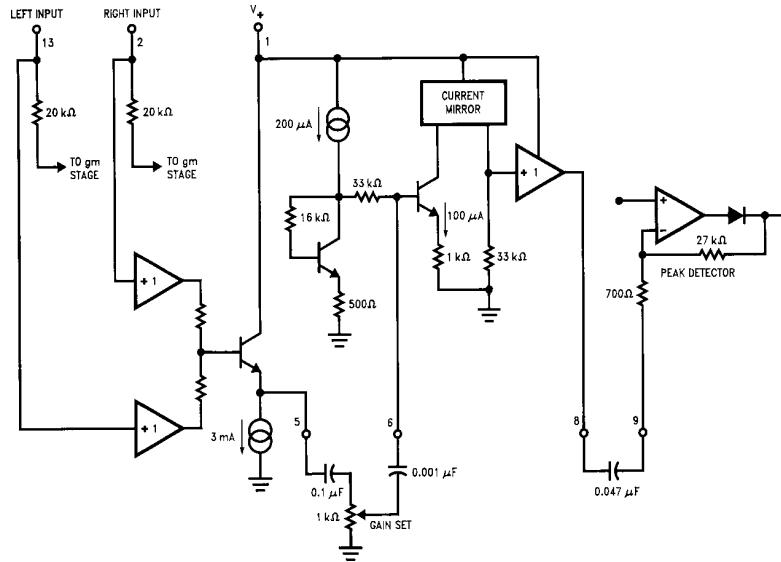 LEFT INPUT
RIGHT INPUT
V+
13
2
1
20 kΩ
20 kΩ
TO gm
STAGE
TO gm
STAGE
200 μA
CURRENT
MIRROR
33 kΩ
16 kΩ
100 μA
1 kΩ
33 kΩ
500Ω
+ 1
+ 1
+ 1
+
−
27 kΩ
PEAK DETECTOR
700Ω
3 mA
5
6
8
9
0.1 μF
0.001 μF
0.047 μF
1 kΩ
GAIN SET